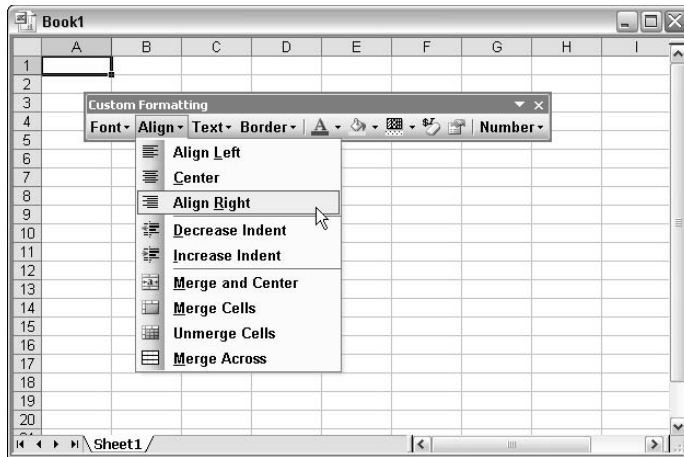 Book1
A B C D E F G H I
1
2
3
Custom Formatting
4
Font Align Text Border A Number
5
6
Align Left
7
Center
8
Align Right
9
10
Decrease Indent
11
Increase Indent
12
13
Merge and Center
14
Merge Cells
15
Unmerge Cells
16
17
Merge Across
18
19
20
Sheet1